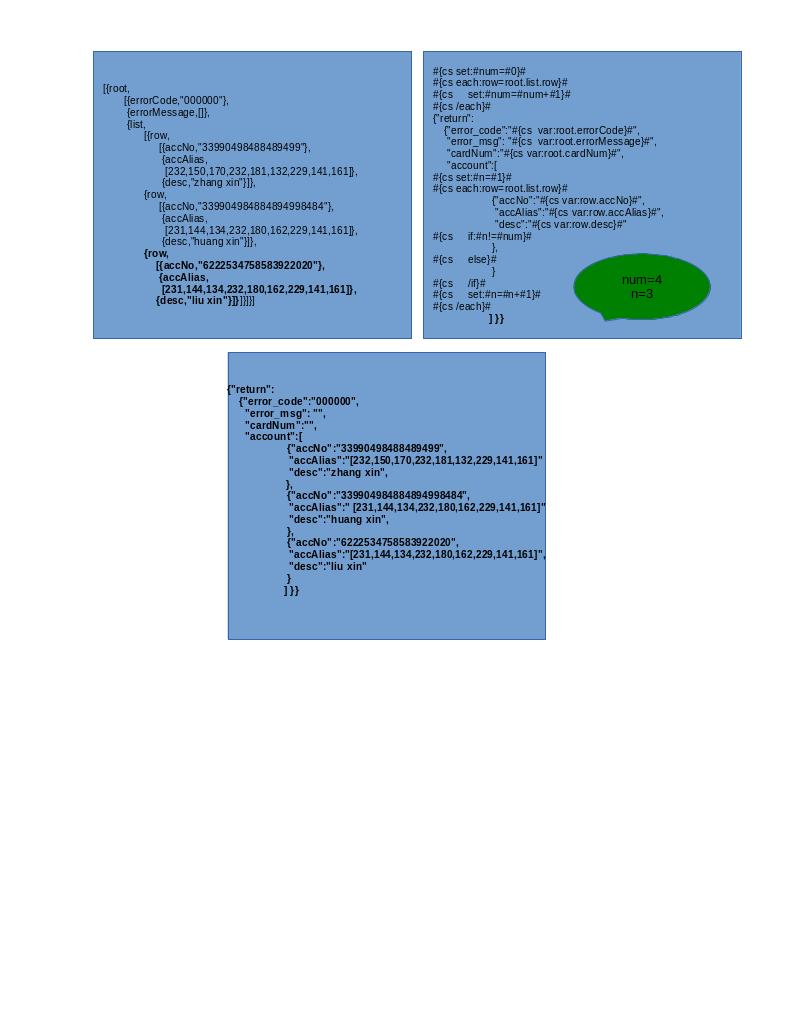 [{root,
[{errorCode,"000000"},
{errorMessage,[]},
{list,
[{row,
[{accNo,"33990498488489499"},
{accAlias,
[232,150,170,232,181,132,229,141,161]},
{desc,"zhang xin"}]},
{row,
[{accNo,"339904984884894998484"},
{accAlias,
[231,144,134,232,180,162,229,141,161]},
{desc,"huang xin"}]},
{row,
[{accNo,"6222534758583922020"},
{accAlias,
[231,144,134,232,180,162,229,141,161]},
{desc,"liu xin"}]}]}]}]
#{cs set:#num=#0}#
#{cs each:row=root.list.row}#
#{cs set:#num=#num+#1}#
#{cs /each}#
{"return":
{"error_code":"#{cs var:root.errorCode}#",
"error_msg": "#{cs var:root.errorMessage}#",
"cardNum":"#{cs var:root.cardNum}#",
"account":[
#{cs set:#n=#1}#
#{cs each:row=root.list.row}#
{"accNo":"#{cs var:row.accNo}#",
"accAlias":"#{cs var:row.accAlias}#",
"desc":"#{cs var:row.desc}#"
#{cs if:#n!=#num}#
},
#{cs else}#
}
#{cs /if}#
#{cs set:#n=#n+#1}#
#{cs /each}#
] } }
num=4
n=3
{"return":
{"error_code":"000000",
"error_msg": "",
"cardNum":"",
"account":[
{"accNo":"33990498488489499",
"accAlias":"[232,150,170,232,181,132,229,141,161]"
"desc":"zhang xin",
},
{"accNo":"339904984884894998484",
"accAlias":" [231,144,134,232,180,162,229,141,161]"
"desc":"huang xin",
},
{"accNo":"6222534758583922020",
"accAlias":"[231,144,134,232,180,162,229,141,161]",
"desc":"liu xin"
}
] } }